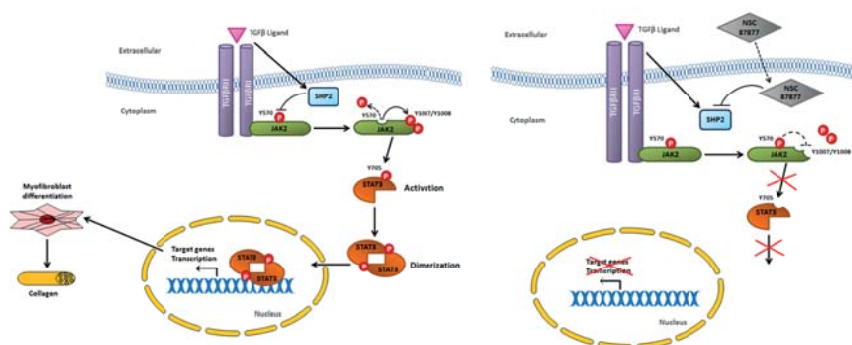 TGFβ Ligand
Extracellular
TGFβRII
TGFβRI
SHP2
Cytoplasm
Y570
P
JAK2
P
Y570
Y1007/Y1008
P
P
JAK2
Y705
P
STAT3
Activation
STAT3
P
P
STAT3
Dimerization
Myofibroblast
differentiation
Collagen
Target genes
Transcription
STAT3
P
P
STAT3
Nucleus
TGFβ Ligand
NSC
87877
Extracellular
NSC
87877
SHP2
Cytoplasm
Y570
P
JAK2
Y570
P
P
P
JAK2
Y1007/Y1008
Y705
STAT3
Target genes
Transcription
Nucleus